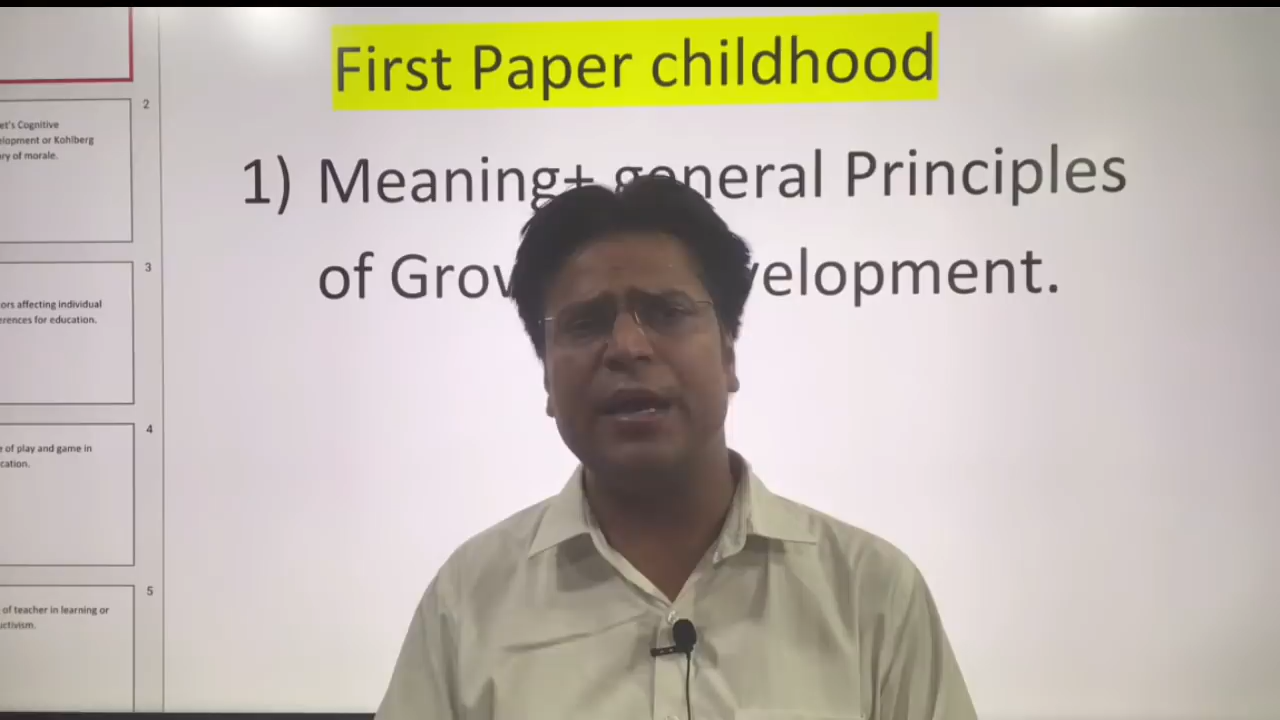 First Paper childhood
1) Meaning+ general Principles
of Grow velopment.
2
et's Cognitive
elopment or Kohlberg
ry of morale.
3
ors affecting individual
erences for education.
4
e of play and game in
cation.
5
of teacher in learning or
uctivism.